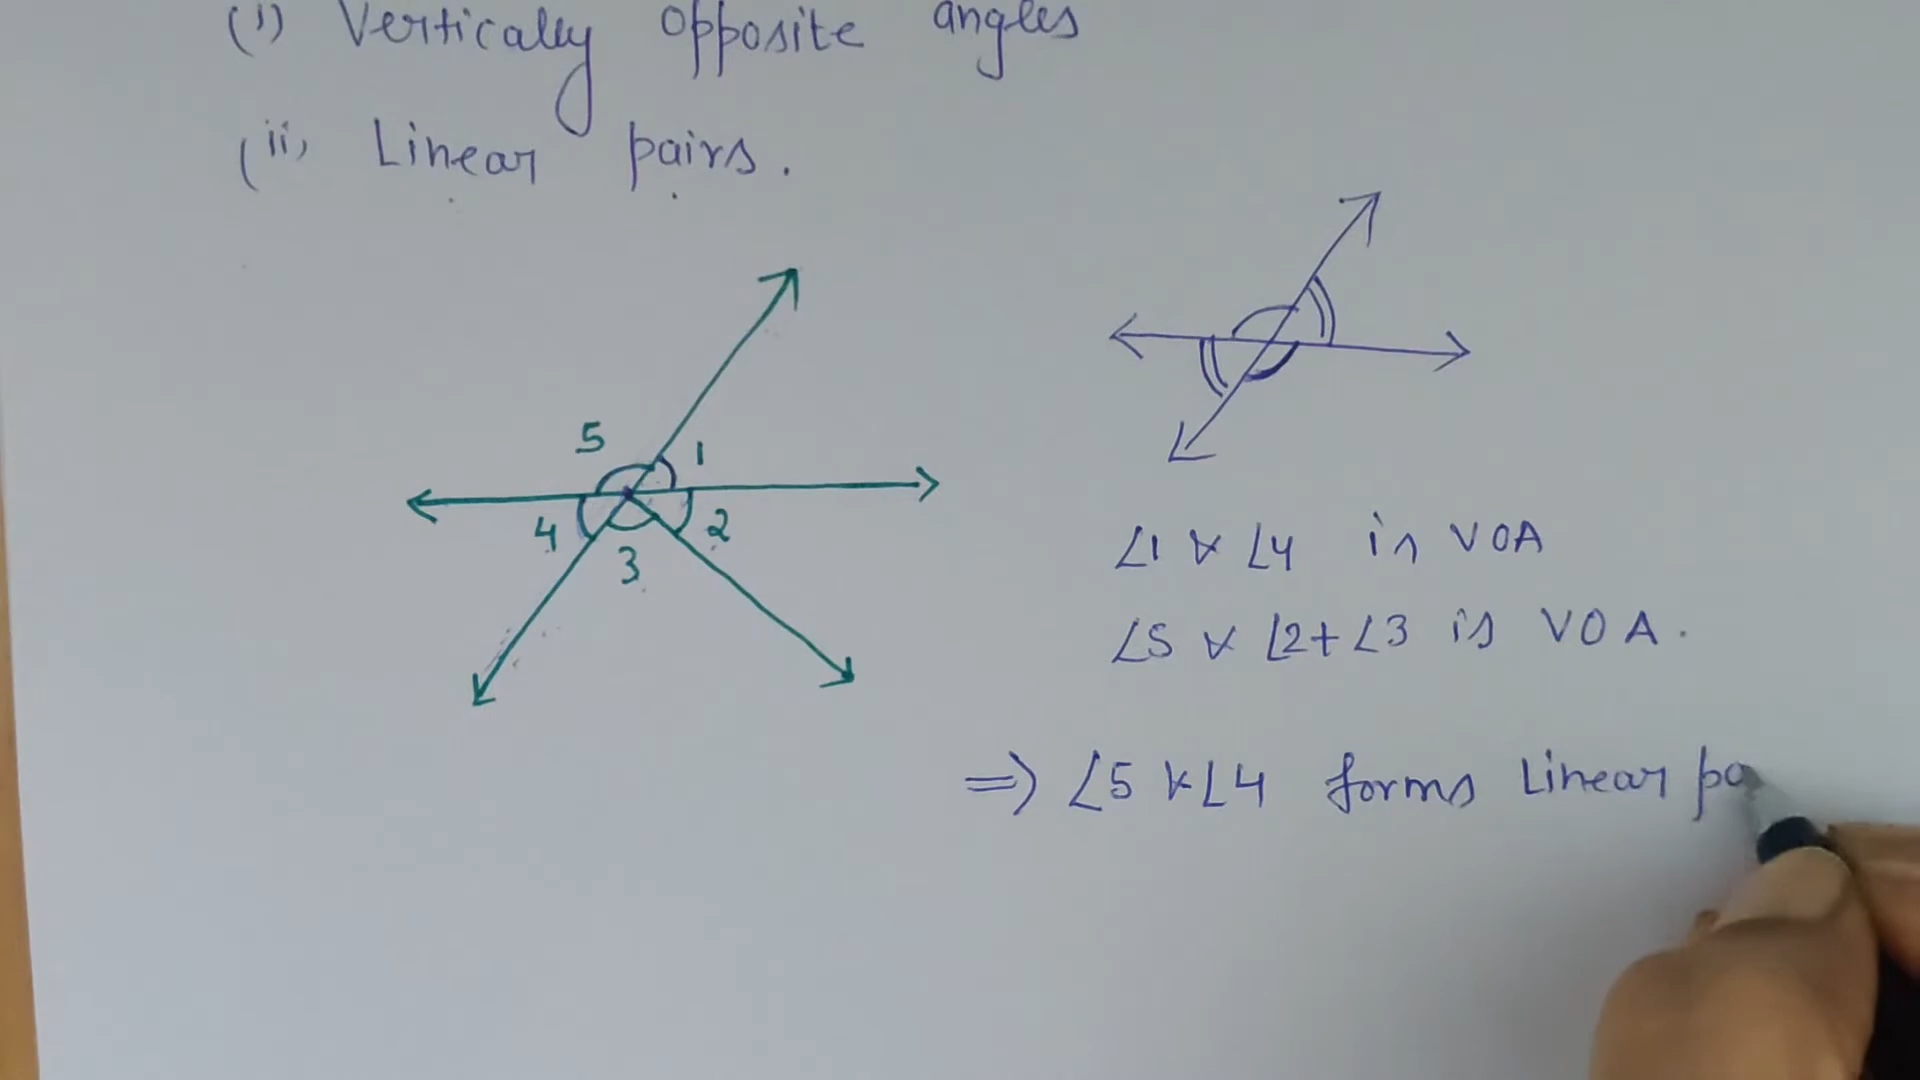 (i) Vertically opposite angles
(ii) Linear pairs.
5 1
4 2
3
∠1 & ∠4 is VOA
∠5 & ∠2+∠3 is VOA.
=> ∠5 & ∠4 forms Linear pa